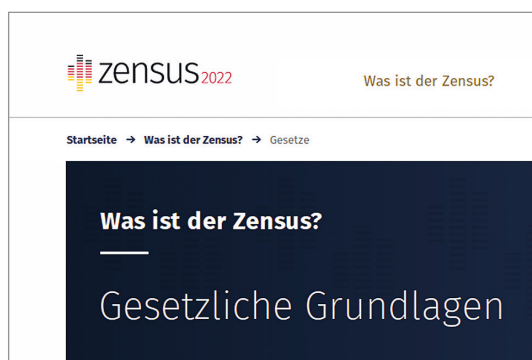 zensus2022
Was ist der Zensus?
Startseite → Was ist der Zensus? → Gesetze
Was ist der Zensus?
Gesetzliche Grundlagen